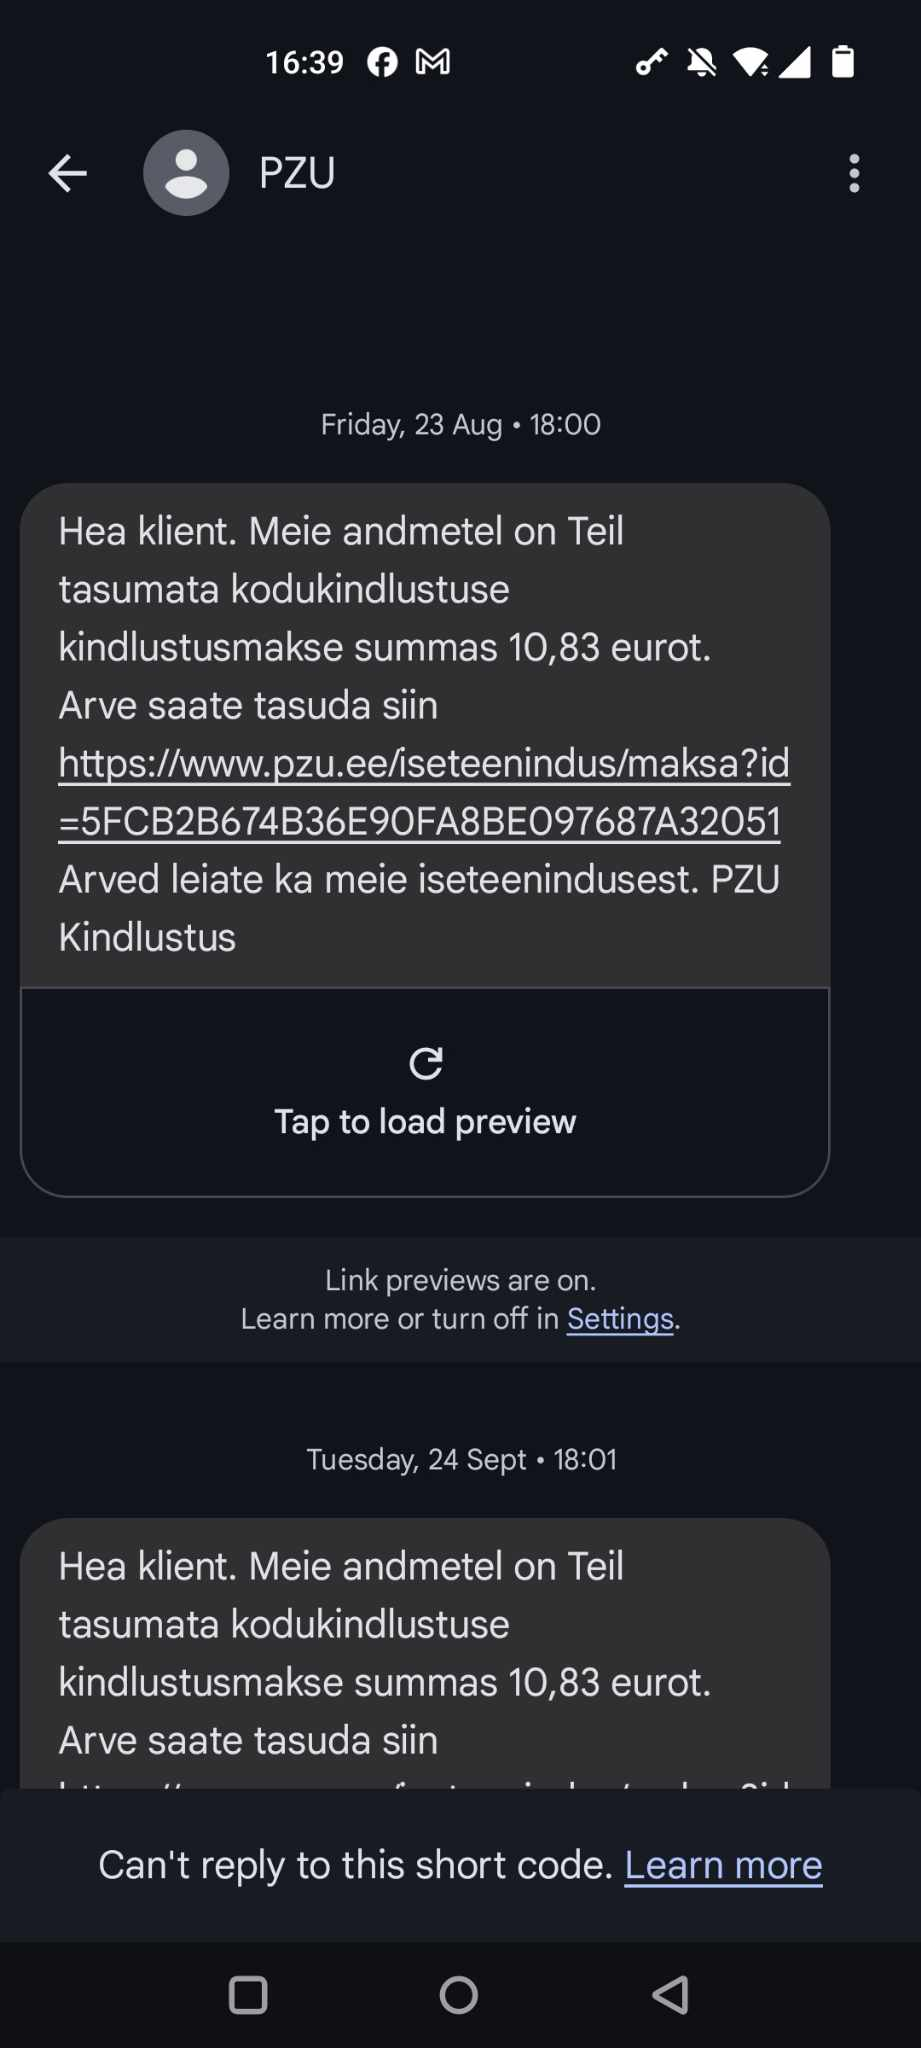 16:39
PZU
Friday, 23 Aug • 18:00
Hea klient. Meie andmetel on Teil
tasumata kodukindlustuse
kindlustusmakse summas 10,83 eurot.
Arve saate tasuda siin
https://www.pzu.ee/iseteenindus/maksa?id
=5FCB2B674B36E90FA8BE097687A32051
Arved leiate ka meie iseteenindusest. PZU
Kindlustus
Tap to load preview
Link previews are on.
Learn more or turn off in Settings.
Tuesday, 24 Sept • 18:01
Hea klient. Meie andmetel on Teil
tasumata kodukindlustuse
kindlustusmakse summas 10,83 eurot.
Arve saate tasuda siin
Can't reply to this short code. Learn more